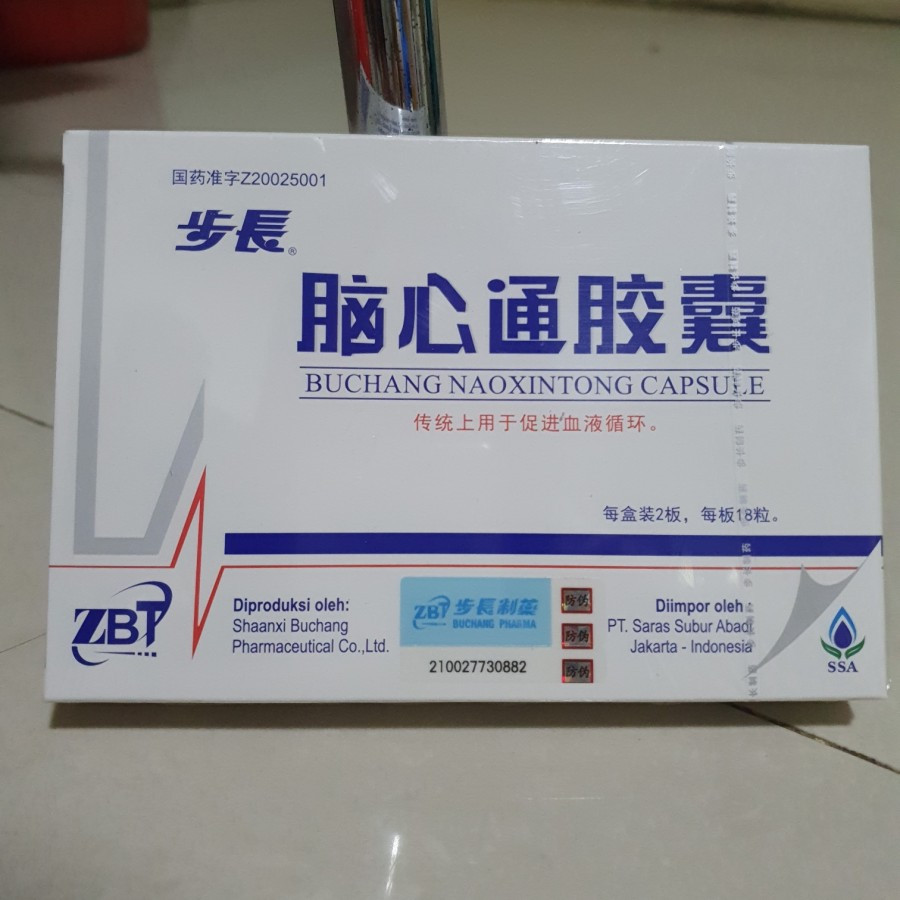 国药准字Z20025001
步長®
脑心通胶囊
BUCHANG NAOXINTONG CAPSULE
传统上用于促进血液循环。
每盒装2板，每板18粒。
ZBT
Diproduksi oleh:
Shaanxi Buchang
Pharmaceutical Co.,Ltd.
ZBT 步長制药
BUCHANG PHARMA
210027730882
防伪
防伪
防伪
Diimpor oleh
PT. Saras Subur Abadi
Jakarta - Indonesia
SSA